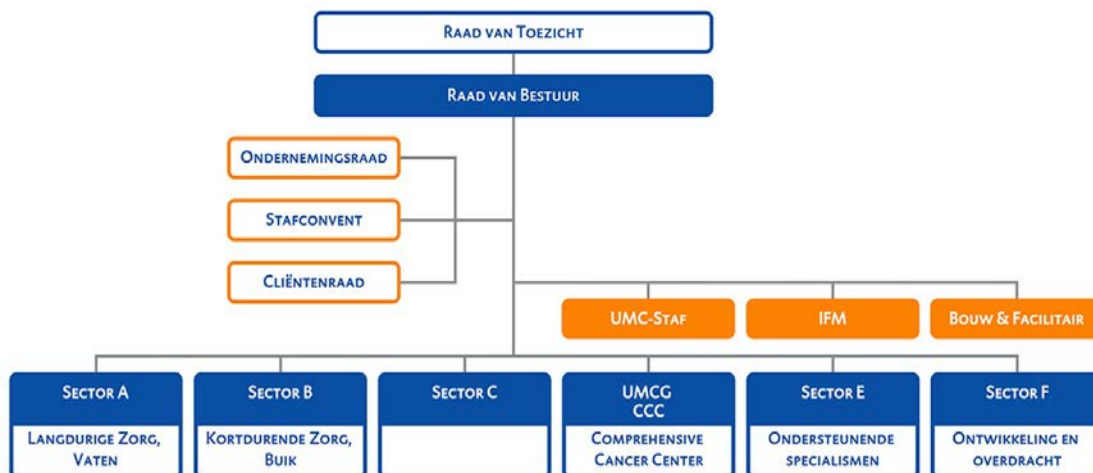 Raad van Toezicht
Raad van Bestuur
Ondernemingsraad
Stafconvent
Cliëntenraad
UMC-Staf
IFM
Bouw & Facilitair
Sector A
Langdurige Zorg,
Vaten
Sector B
Kortdurende Zorg,
Buik
Sector C
UMCG
CCC
Comprehensive
Cancer Center
Sector E
Ondersteunende
specialismen
Sector F
Ontwikkeling en
overdracht